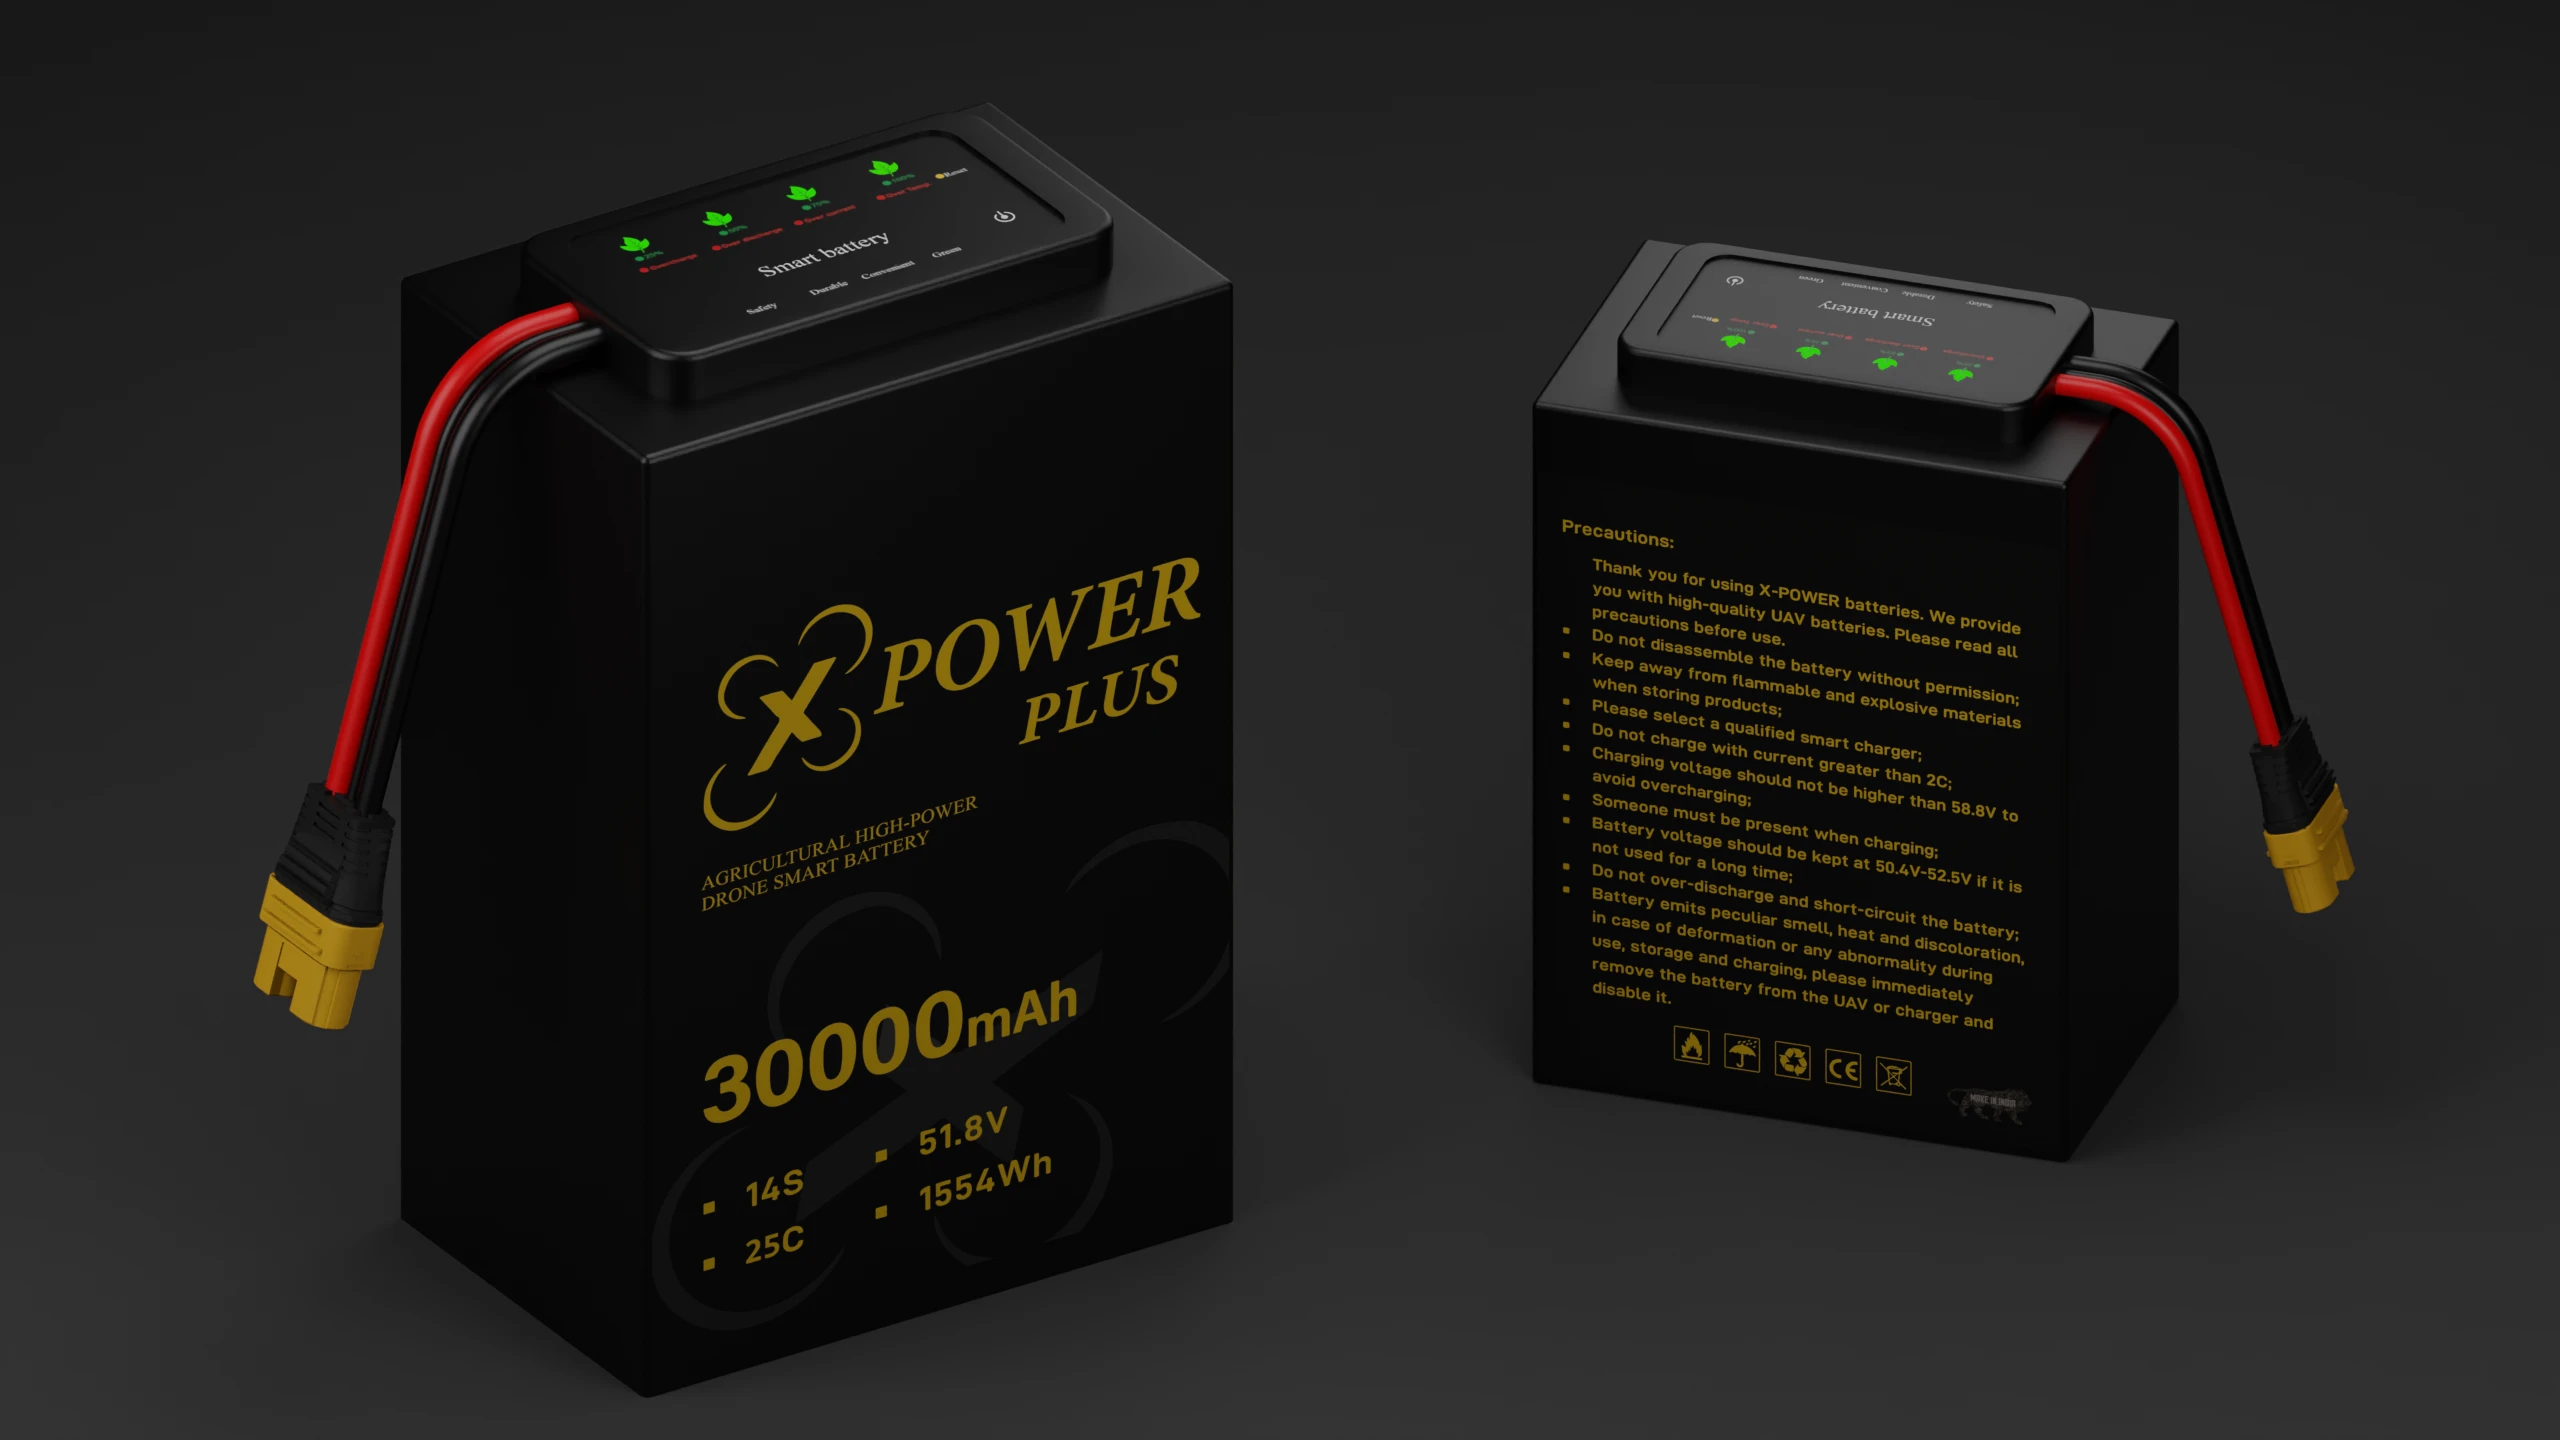 25%
50%
75%
100%
Reset
Overcharge
Over discharge
Over current
Over Temp.
Smart battery
Safety
Durable
Convenient
Green
X POWER
PLUS
AGRICULTURAL HIGH-POWER
DRONE SMART BATTERY
30000mAh
14S
51.8V
25C
1554Wh
Smart battery
Safety
Durable
Convenient
Green
Reset
Precautions:
Thank you for using X-POWER batteries. We provide
you with high-quality UAV batteries. Please read all
precautions before use.
Do not disassemble the battery without permission;
Keep away from flammable and explosive materials
when storing products;
Please select a qualified smart charger;
Do not charge with current greater than 2C;
Charging voltage should not be higher than 58.8V to
avoid overcharging;
Someone must be present when charging;
Battery voltage should be kept at 50.4V-52.5V if it is
not used for a long time;
Do not over-discharge and short-circuit the battery;
Battery emits peculiar smell, heat and discoloration,
in case of deformation or any abnormality during
use, storage and charging, please immediately
remove the battery from the UAV or charger and
disable it.
CE
MAKE IN INDIA